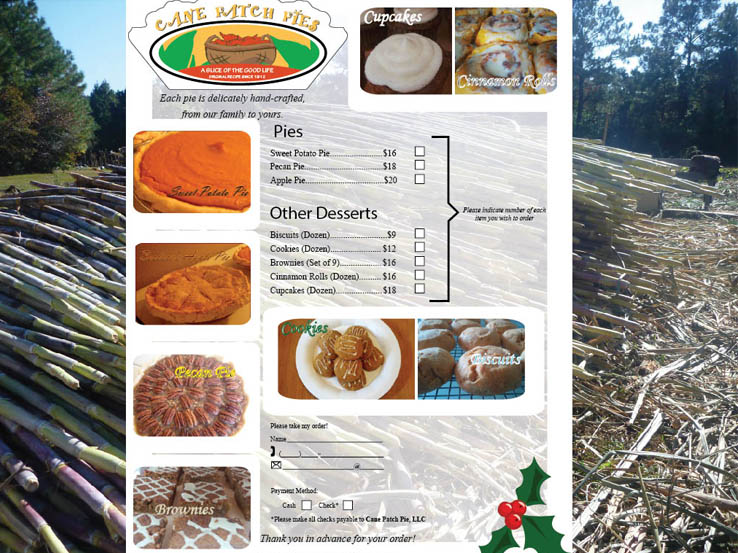 CANE PATCH PIES
A SLICE OF THE GOOD LIFE
ORIGINAL RECIPE SINCE
Each pie is delicately hand-crafted,
from our family to yours.
Cupcakes
Cinnamon Rolls
Sweet Potato Pie
Pecan Pie
Brownies
Pies
Sweet Potato Pie..........................$16
Pecan Pie.....................................$18
Apple Pie......................................$20
Other Desserts
Biscuits (Dozen)............................$9
Cookies (Dozen)..........................$12
Brownies (Set of 9).....................$16
Cinnamon Rolls (Dozen)...........$16
Cupcakes (Dozen)......................$18
Please indicate number of each
item you wish to order
Cookies
Biscuits
Please take my order!
Name
(____)____-
@
Payment Method:
Cash Check*
*Please make all checks payable to Cane Patch Pie, LLC
Thank you in advance for your order!